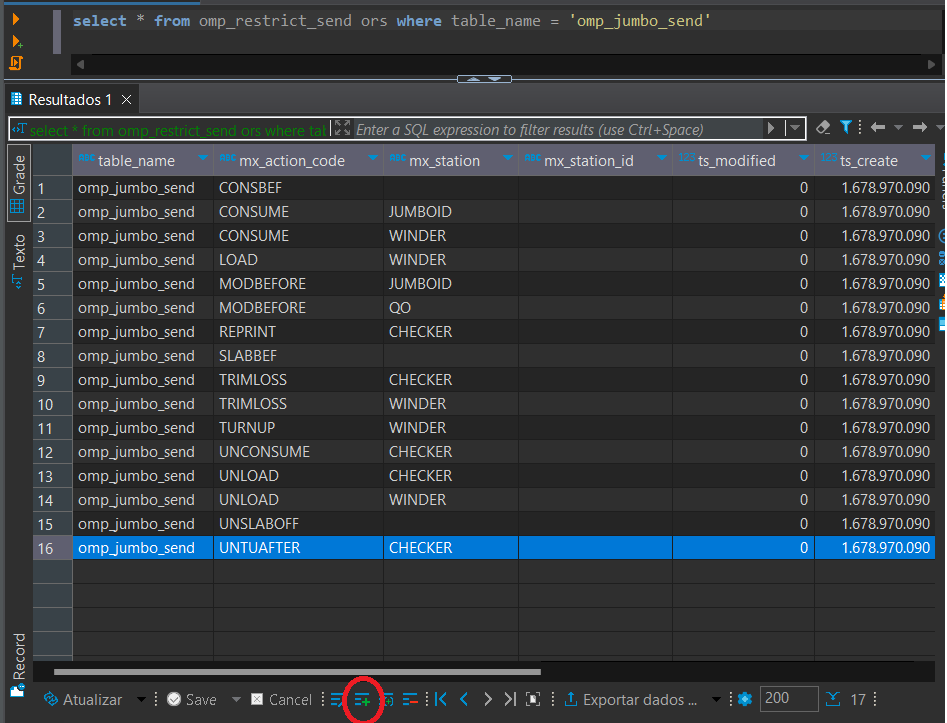 select * from omp_restrict_send ors where table_name = 'omp_jumbo_send'
Resultados 1
select * from omp_restrict_send ors where tal Enter a SQL expression to filter results (use Ctrl+Space)
Grade
Texto
Record
table_name mx_action_code mx_station mx_station_id ts_modified ts_create
1 omp_jumbo_send CONSBEF 0 1.678.970.090
2 omp_jumbo_send CONSUME JUMBOID 0 1.678.970.090
3 omp_jumbo_send CONSUME WINDER 0 1.678.970.090
4 omp_jumbo_send LOAD WINDER 0 1.678.970.090
5 omp_jumbo_send MODBEFORE JUMBOID 0 1.678.970.090
6 omp_jumbo_send MODBEFORE QO 0 1.678.970.090
7 omp_jumbo_send REPRINT CHECKER 0 1.678.970.090
8 omp_jumbo_send SLABBEF 0 1.678.970.090
9 omp_jumbo_send TRIMLOSS CHECKER 0 1.678.970.090
10 omp_jumbo_send TRIMLOSS WINDER 0 1.678.970.090
11 omp_jumbo_send TURNUP WINDER 0 1.678.970.090
12 omp_jumbo_send UNCONSUME CHECKER 0 1.678.970.090
13 omp_jumbo_send UNLOAD CHECKER 0 1.678.970.090
14 omp_jumbo_send UNLOAD WINDER 0 1.678.970.090
15 omp_jumbo_send UNSLABOFF 0 1.678.970.090
16 omp_jumbo_send UNTUAFTER CHECKER 0 1.678.970.090
Atualizar Save Cancel Exportar dados ... 200 17